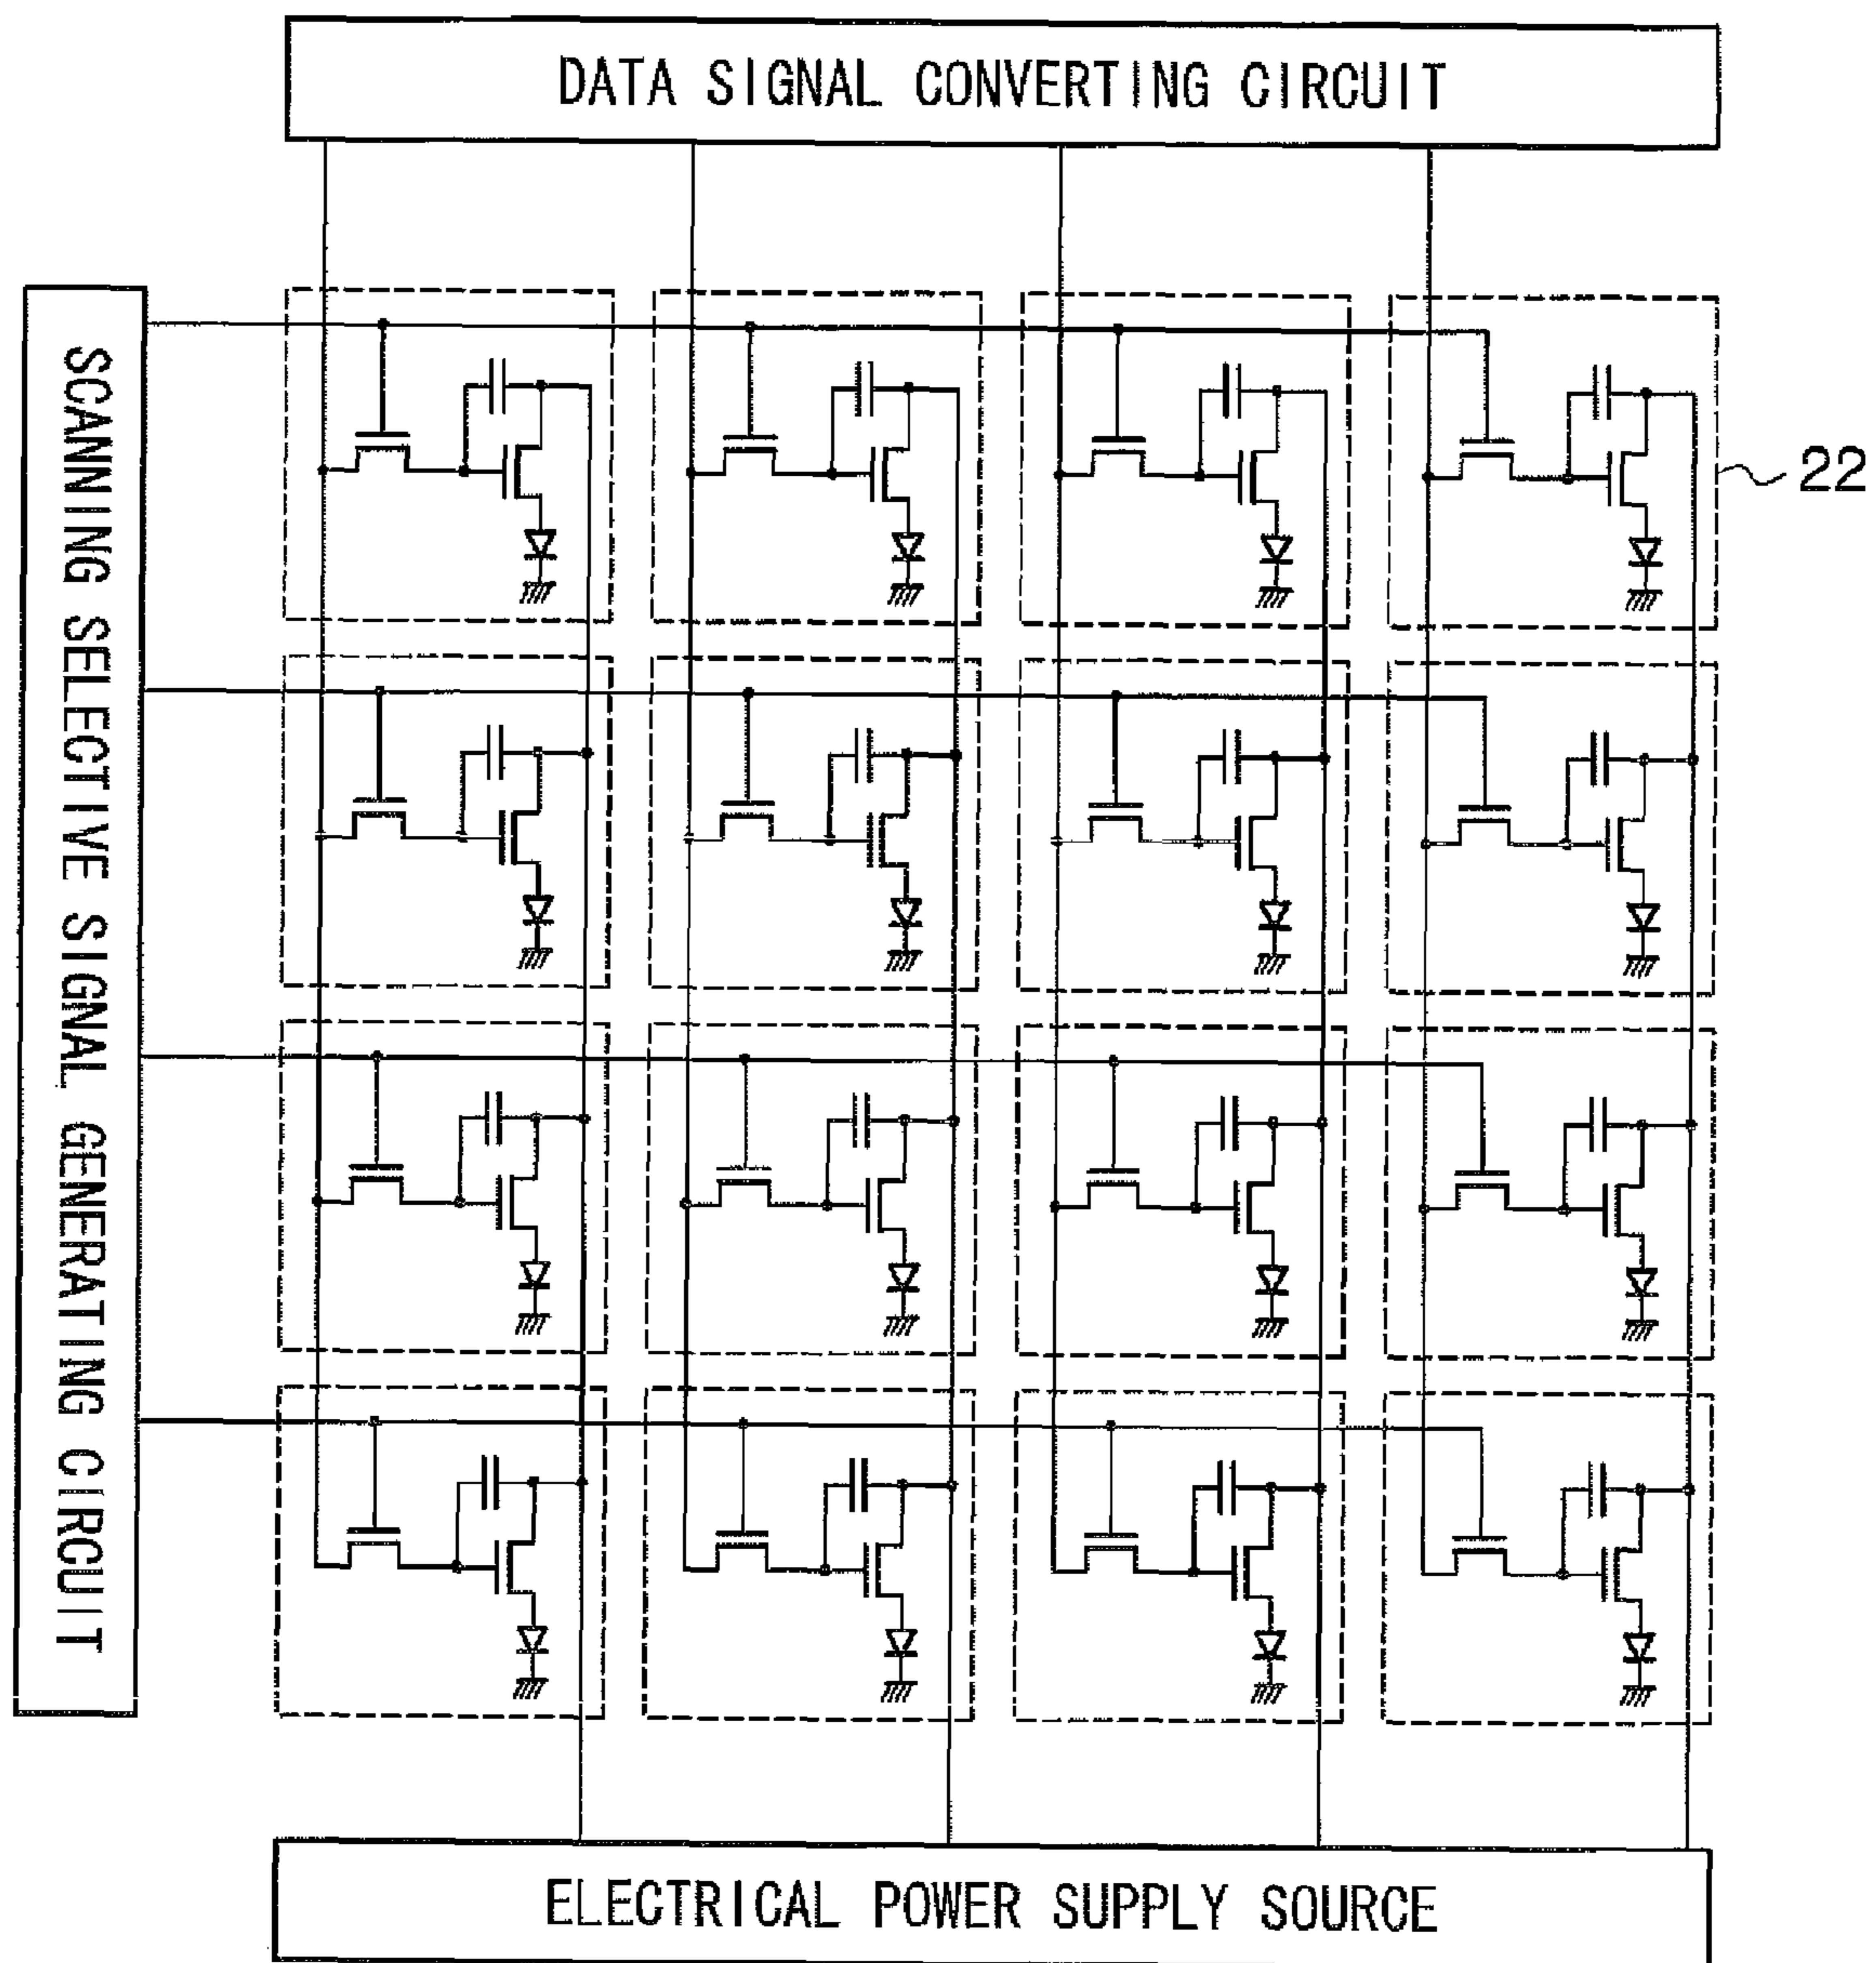 DATA SIGNAL CONVERTING CIRCUIT
SCANNING SELECTIVE SIGNAL GENERATING CIRCUIT
22
ELECTRICAL POWER SUPPLY SOURCE